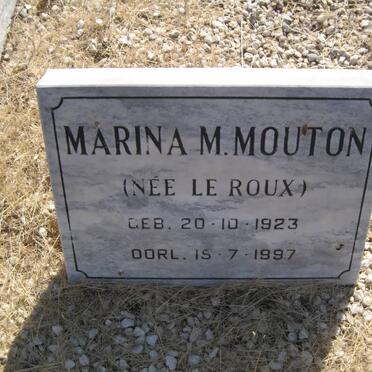 MARINA M. MOUTON
(NÉE LE ROUX)
GEB. 20-10-1923
OORL. 15-7-1997